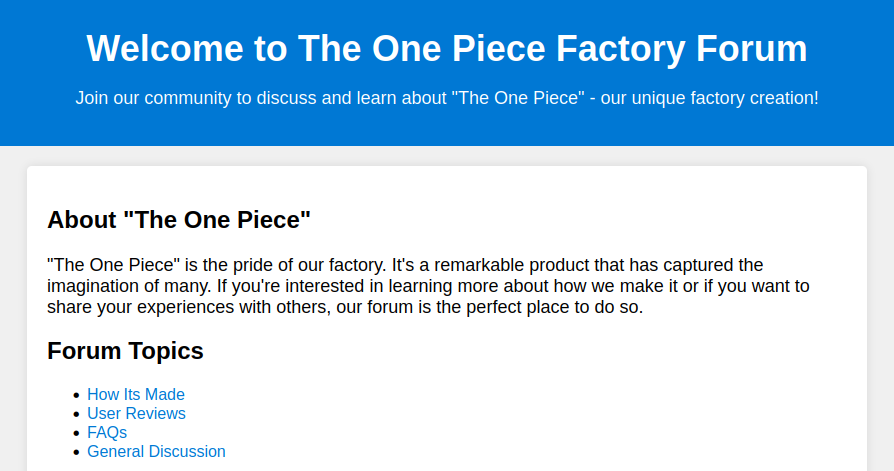 Welcome to The One Piece Factory Forum
Join our community to discuss and learn about "The One Piece" - our unique factory creation!
About "The One Piece"
"The One Piece" is the pride of our factory. It's a remarkable product that has captured the
imagination of many. If you're interested in learning more about how we make it or if you want to
share your experiences with others, our forum is the perfect place to do so.
Forum Topics
How Its Made
User Reviews
FAQs
General Discussion